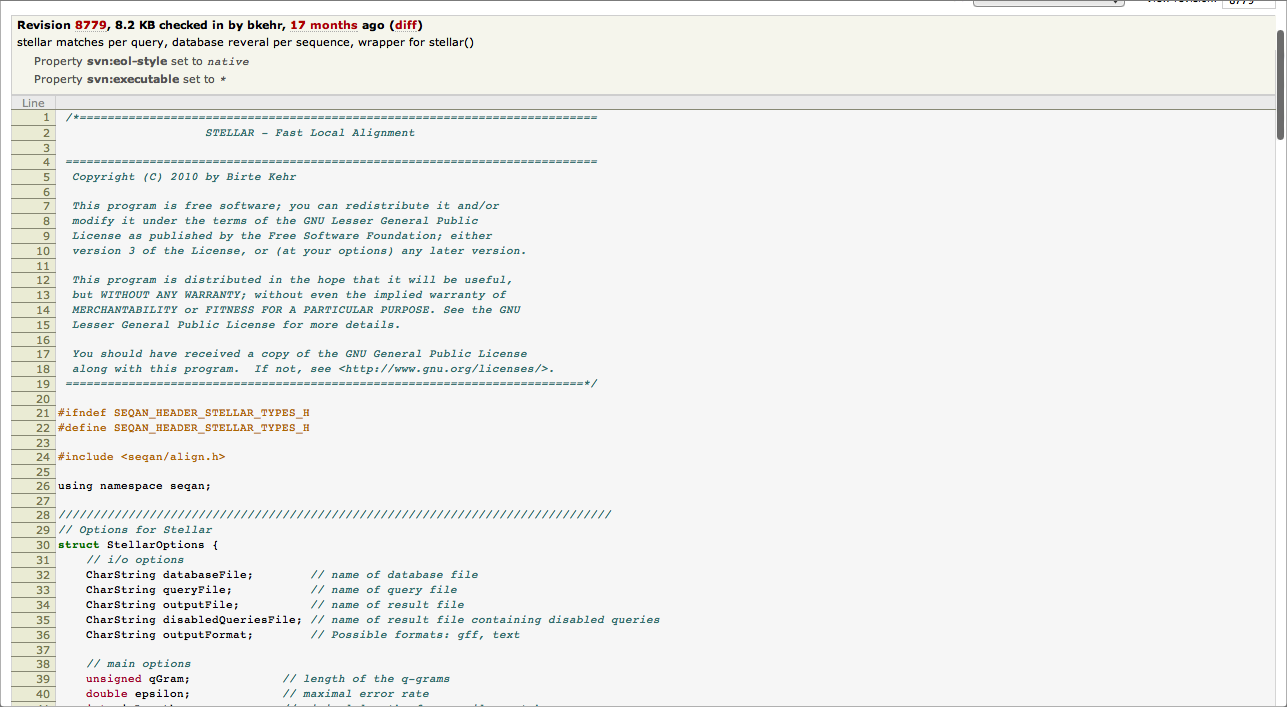 Revision 8779, 8.2 KB checked in by bkehr, 17 months ago (diff)
stellar matches per query, database reveral per sequence, wrapper for stellar()
Property svn:eol-style set to native
Property svn:executable set to *
Line
1 /*==========================================================================
2 STELLAR - Fast Local Alignment
3
4 ============================================================================
5 Copyright (C) 2010 by Birte Kehr
6
7 This program is free software; you can redistribute it and/or
8 modify it under the terms of the GNU Lesser General Public
9 License as published by the Free Software Foundation; either
10 version 3 of the License, or (at your options) any later version.
11
12 This program is distributed in the hope that it will be useful,
13 but WITHOUT ANY WARRANTY; without even the implied warranty of
14 MERCHANTABILITY or FITNESS FOR A PARTICULAR PURPOSE. See the GNU
15 Lesser General Public License for more details.
16
17 You should have received a copy of the GNU General Public License
18 along with this program.  If not, see <http://www.gnu.org/licenses/>.
19 ==========================================================================*/
20
21 #ifndef SEQAN_HEADER_STELLAR_TYPES_H
22 #define SEQAN_HEADER_STELLAR_TYPES_H
23
24 #include <seqan/align.h>
25
26 using namespace seqan;
27
28 ///////////////////////////////////////////////////////////////////////////////
29 // Options for Stellar
30 struct StellarOptions {
31 // i/o options
32 CharString databaseFile; // name of database file
33 CharString queryFile; // name of query file
34 CharString outputFile; // name of result file
35 CharString disabledQueriesFile; // name of result file containing disabled queries
36 CharString outputFormat; // Possible formats: gff, text
37
38 // main options
39 unsigned qGram; // length of the q-grams
40 double epsilon; // maximal error rate